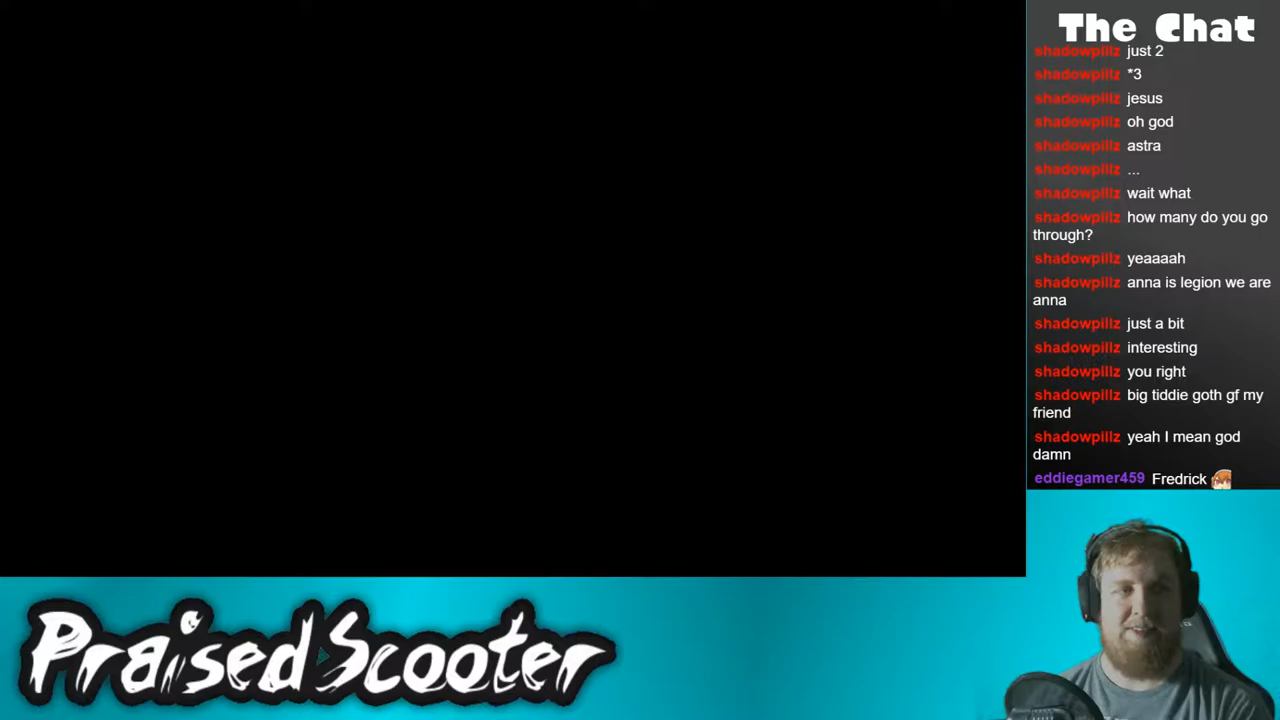 The Chat
shadowpillz just 2
shadowpillz *3
shadowpillz jesus
shadowpillz oh god
shadowpillz astra
shadowpillz ...
shadowpillz wait what
shadowpillz how many do you go
through?
shadowpillz yeaaaah
shadowpillz anna is legion we are
anna
shadowpillz just a bit
shadowpillz interesting
shadowpillz you right
shadowpillz big tiddie goth gf my
friend
shadowpillz yeah I mean god
damn
eddiegamer459 Fredrick
PraisedScooter